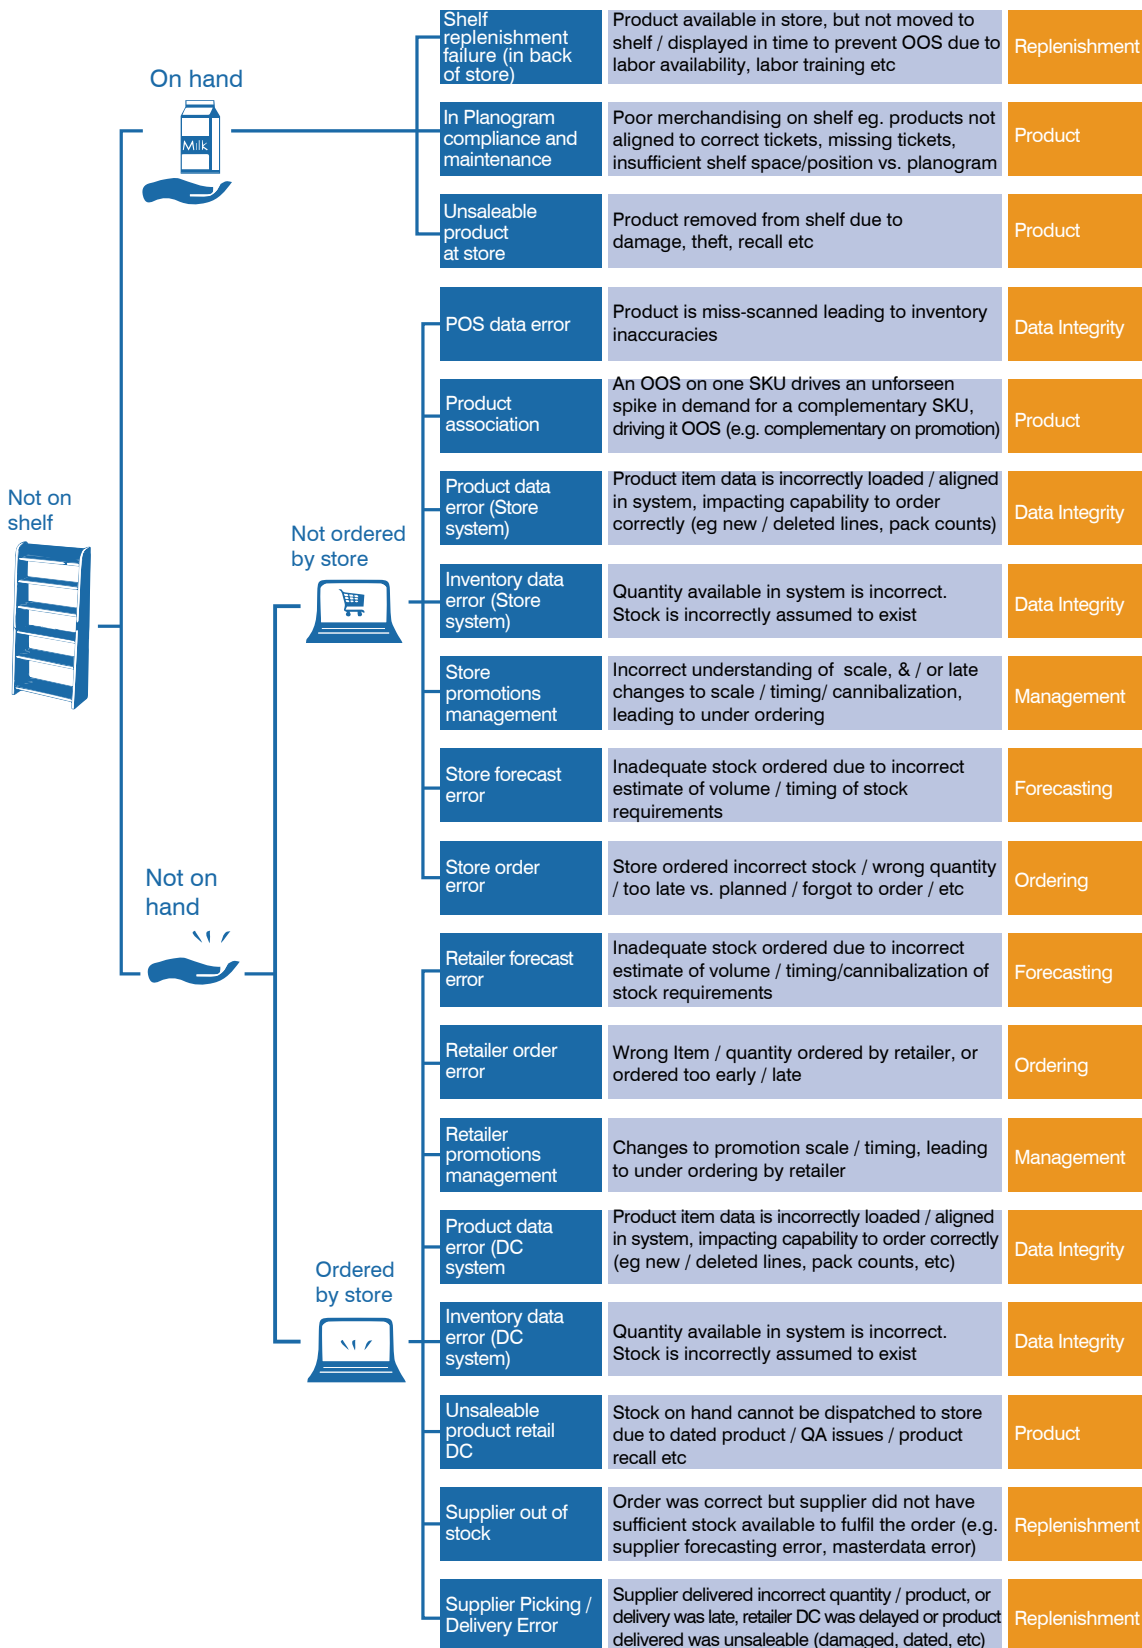 Not on
shelf
On hand
Milk
Shelf
replenishment
failure (in back
of store)
Product available in store, but not moved to
shelf / displayed in time to prevent OOS due to
labor availability, labor training etc
Replenishment
In Planogram
compliance and
maintenance
Poor merchandising on shelf eg. products not
aligned to correct tickets, missing tickets,
insufficient shelf space/position vs. planogram
Product
Unsaleable
product
at store
Product removed from shelf due to
damage, theft, recall etc
Product
Not on
hand
Not ordered
by store
POS data error
Product is miss-scanned leading to inventory
inaccuracies
Data Integrity
Product
association
An OOS on one SKU drives an unforseen
spike in demand for a complementary SKU,
driving it OOS (e.g. complementary on promotion)
Product
Product data
error (Store
system)
Product item data is incorrectly loaded / aligned
in system, impacting capability to order
correctly (eg new / deleted lines, pack counts)
Data Integrity
Inventory data
error (Store
system)
Quantity available in system is incorrect.
Stock is incorrectly assumed to exist
Data Integrity
Store
promotions
management
Incorrect understanding of scale, & / or late
changes to scale / timing/ cannibalization,
leading to under ordering
Management
Store forecast
error
Inadequate stock ordered due to incorrect
estimate of volume / timing of stock
requirements
Forecasting
Store order
error
Store ordered incorrect stock / wrong quantity
/ too late vs. planned / forgot to order / etc
Ordering
Ordered
by store
Retailer forecast
error
Inadequate stock ordered due to incorrect
estimate of volume / timing/cannibalization of
stock requirements
Forecasting
Retailer order
error
Wrong Item / quantity ordered by retailer, or
ordered too early / late
Ordering
Retailer
promotions
management
Changes to promotion scale / timing, leading
to under ordering by retailer
Management
Product data
error (DC
system
Product item data is incorrectly loaded / aligned
in system, impacting capability to order correctly
(eg new / deleted lines, pack counts, etc)
Data Integrity
Inventory data
error (DC
system)
Quantity available in system is incorrect.
Stock is incorrectly assumed to exist
Data Integrity
Unsaleable
product retail
DC
Stock on hand cannot be dispatched to store
due to dated product / QA issues / product
recall etc
Product
Supplier out of
stock
Order was correct but supplier did not have
sufficient stock available to fulfil the order (e.g.
supplier forecasting error, masterdata error)
Replenishment
Supplier Picking /
Delivery Error
Supplier delivered incorrect quantity / product, or
delivery was late, retailer DC was delayed or product
delivered was unsaleable (damaged, dated, etc)
Replenishment